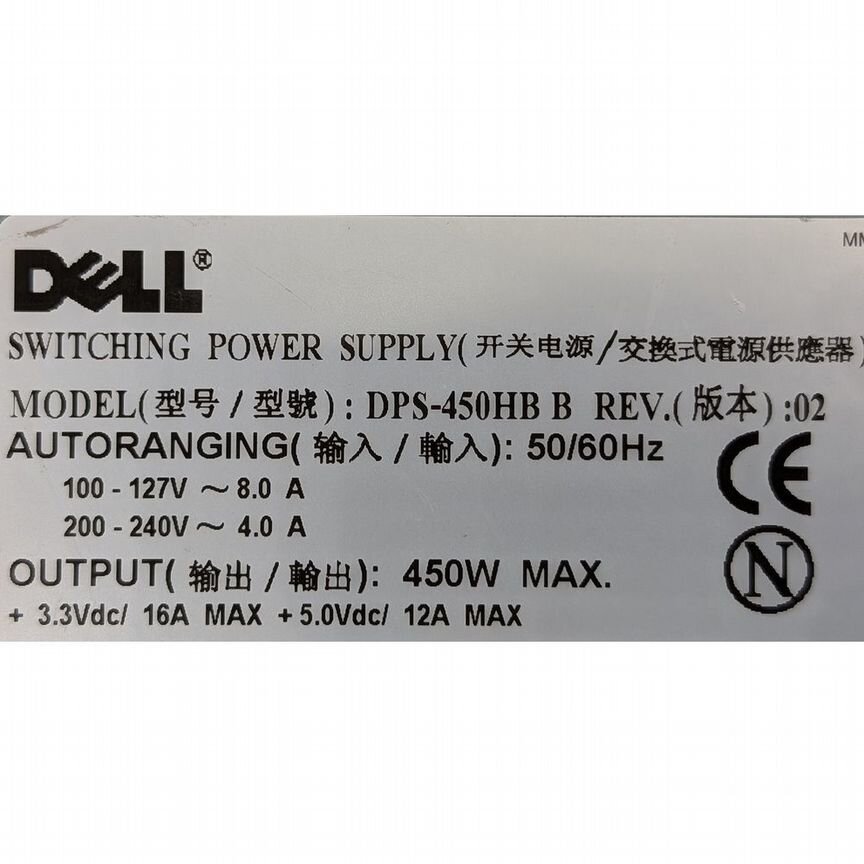 MM
DELL®
SWITCHING POWER SUPPLY(开关电源/交換式電源供應器)
MODEL(型号/型號): DPS-450HB B REV.(版本):02
AUTORANGING(输入/輸入): 50/60Hz
100 - 127V ~ 8.0 A
200 - 240V ~ 4.0 A
CE
OUTPUT(输出/輸出): 450W MAX.
N
+ 3.3Vdc/ 16A MAX + 5.0Vdc/ 12A MAX